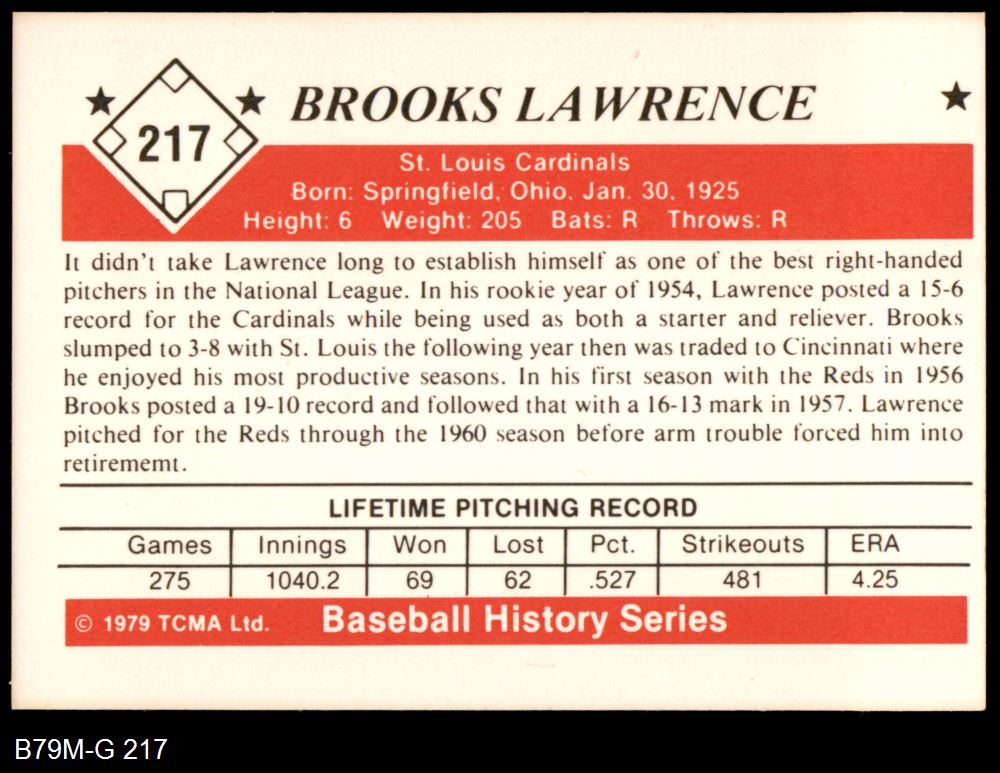 BROOKS LAWRENCE
217
St. Louis Cardinals
Born: Springfield, Ohio, Jan. 30, 1925
Height: 6 Weight: 205 Bats: R Throws: R
It didn't take Lawrence long to establish himself as one of the best right-handed
pitchers in the National League. In his rookie year of 1954, Lawrence posted a 15-6
record for the Cardinals while being used as both a starter and reliever. Brooks
slumped to 3-8 with St. Louis the following year then was traded to Cincinnati where
he enjoyed his most productive seasons. In his first season with the Reds in 1956
Brooks posted a 19-10 record and followed that with a 16-13 mark in 1957. Lawrence
pitched for the Reds through the 1960 season before arm trouble forced him into
retirememt.
LIFETIME PITCHING RECORD
Games Innings Won Lost Pct. Strikeouts ERA
275 1040.2 69 62 .527 481 4.25
© 1979 TCMA Ltd. Baseball History Series
B79M-G 217